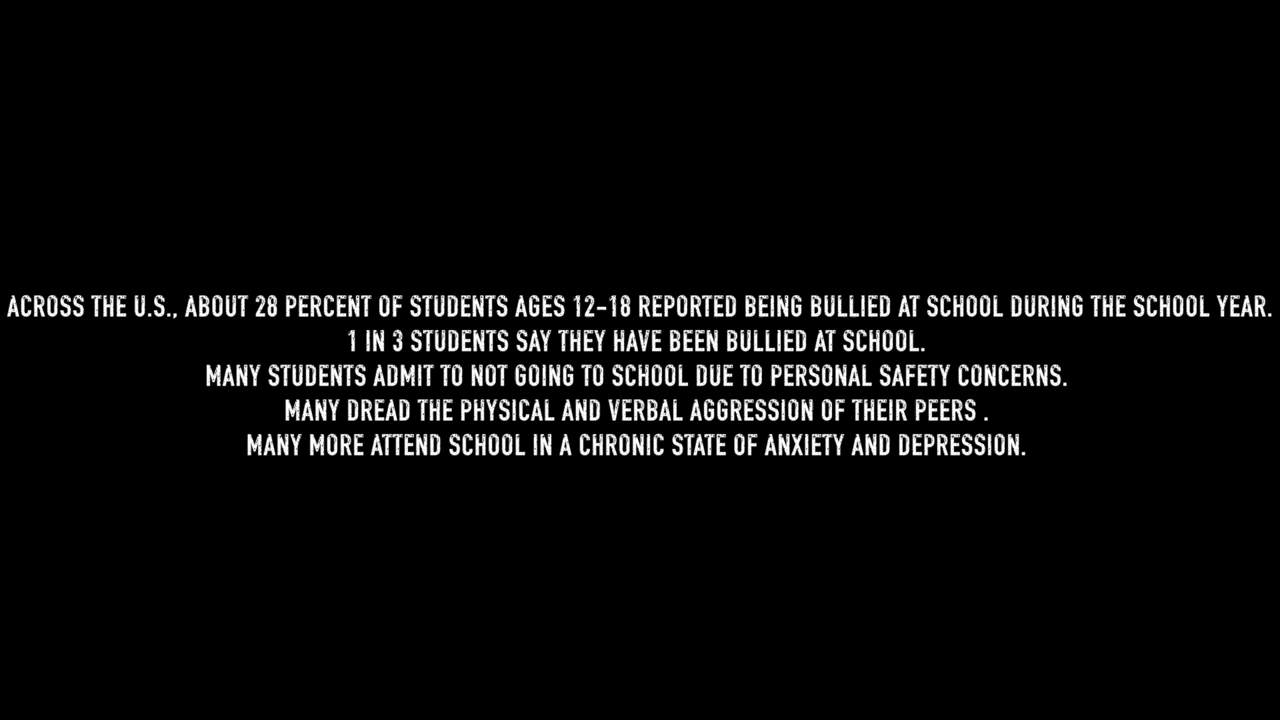 ACROSS THE U.S., ABOUT 28 PERCENT OF STUDENTS AGES 12-18 REPORTED BEING BULLIED AT SCHOOL DURING THE SCHOOL YEAR.
1 IN 3 STUDENTS SAY THEY HAVE BEEN BULLIED AT SCHOOL.
MANY STUDENTS ADMIT TO NOT GOING TO SCHOOL DUE TO PERSONAL SAFETY CONCERNS.
MANY DREAD THE PHYSICAL AND VERBAL AGGRESSION OF THEIR PEERS .
MANY MORE ATTEND SCHOOL IN A CHRONIC STATE OF ANXIETY AND DEPRESSION.